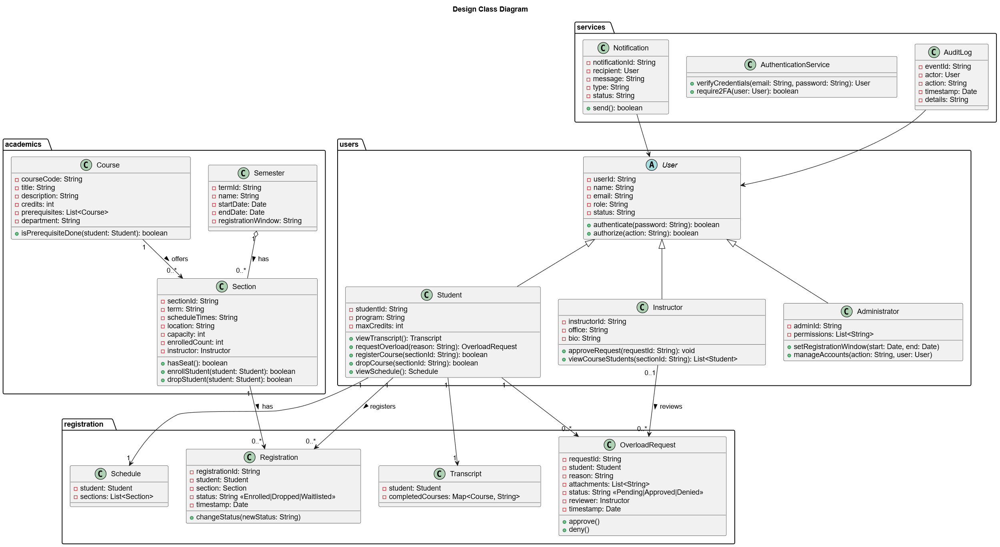 Design Class Diagram
services
C Notification
notificationId: String
recipient: User
message: String
type: String
status: String
send(): boolean
C AuthenticationService
verifyCredentials(email: String, password: String): User
require2FA(user: User): boolean
C AuditLog
eventId: String
actor: User
action: String
timestamp: Date
details: String
academics
C Course
courseCode: String
title: String
description: String
credits: int
prerequisites: List<Course>
department: String
isPrerequisiteDone(student: Student): boolean
C Semester
termId: String
name: String
startDate: Date
endDate: Date
registrationWindow: String
1
offers
0..*
1
has
0..*
C Section
sectionId: String
term: String
scheduleTimes: String
location: String
capacity: int
enrolledCount: int
instructor: Instructor
hasSeat(): boolean
enrollStudent(student: Student): boolean
dropStudent(student: Student): boolean
users
A User
userId: String
name: String
email: String
role: String
status: String
authenticate(password: String): boolean
authorize(action: String): boolean
C Student
studentId: String
program: String
maxCredits: int
viewTranscript(): Transcript
requestOverload(reason: String): OverloadRequest
registerCourse(sectionId: String): boolean
dropCourse(sectionId: String): boolean
viewSchedule(): Schedule
C Instructor
instructorId: String
office: String
bio: String
approveRequest(requestId: String): void
viewCourseStudents(sectionId: String): List<Student>
C Administrator
adminId: String
permissions: List<String>
setRegistrationWindow(start: Date, end: Date)
manageAccounts(action: String, user: User)
1
has
0..*
1
1
1
registers
0..*
1
1
1
0..*
0..1
reviews
0..*
registration
C Schedule
student: Student
sections: List<Section>
C Registration
registrationId: String
student: Student
section: Section
status: String «Enrolled|Dropped|Waitlisted»
timestamp: Date
changeStatus(newStatus: String)
C Transcript
student: Student
completedCourses: Map<Course, String>
C OverloadRequest
requestId: String
student: Student
reason: String
attachments: List<String>
status: String «Pending|Approved|Denied»
reviewer: Instructor
timestamp: Date
approve()
deny()